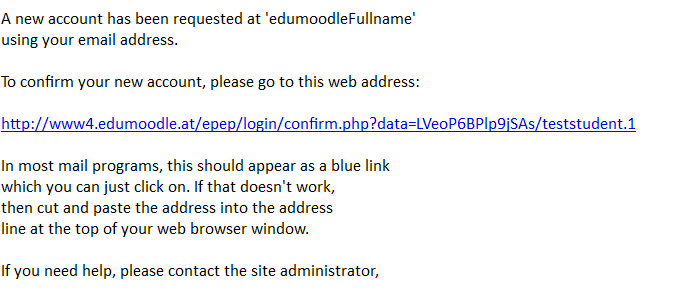 A new account has been requested at 'edumoodleFullname'
using your email address.
To confirm your new account, please go to this web address:
http://www4.edumoodle.at/epep/login/confirm.php?data=LVeoP6BPlp9jSAs/teststudent.1
In most mail programs, this should appear as a blue link
which you can just click on. If that doesn't work,
then cut and paste the address into the address
line at the top of your web browser window.
If you need help, please contact the site administrator,